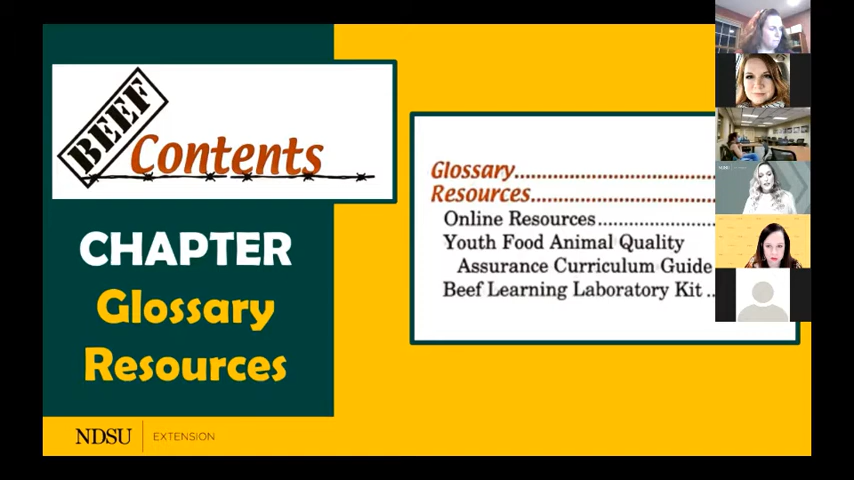 BEEF
Contents
CHAPTER
Glossary
Resources
NDSU EXTENSION
Glossary..............................
Resources............................
Online Resources..................
Youth Food Animal Quality
Assurance Curriculum Guide
Beef Learning Laboratory Kit ..